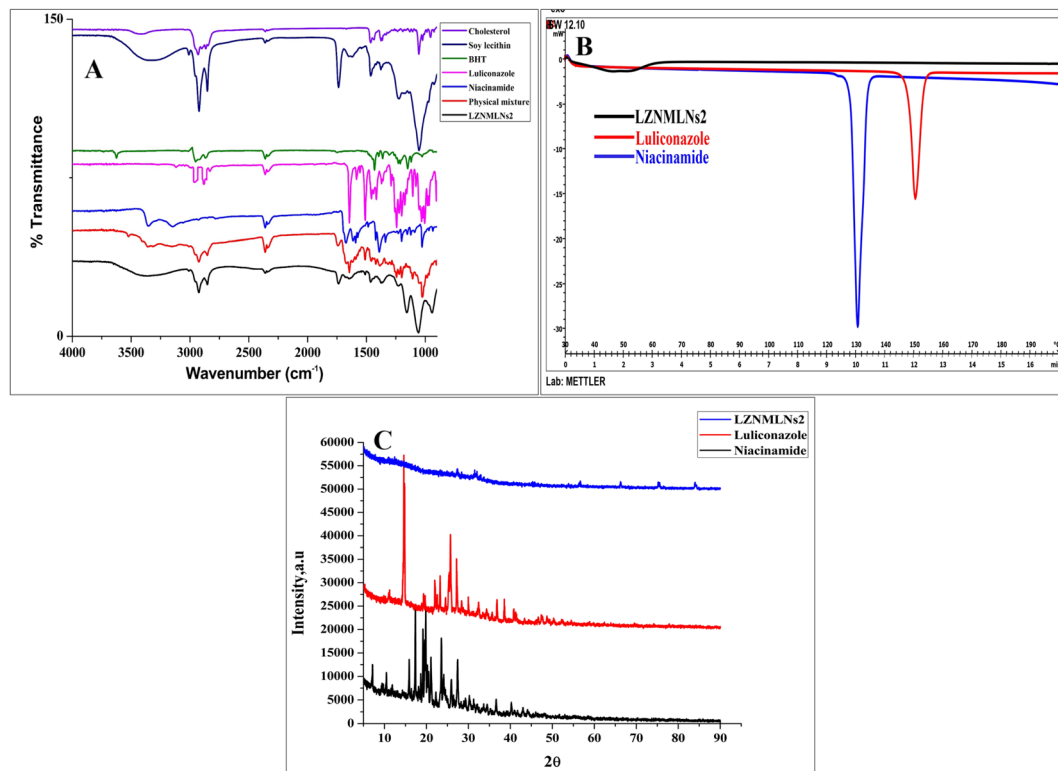 A
150
% Transmittance
0
Cholesterol
Soy lecithin
BHT
Luliconazole
Niacinamide
Physical mixture
LZNMLNs2
4000 3500 3000 2500 2000 1500 1000
Wavenumber (cm-1)
SW 12.10
mW
B
0
-5
-10
-15
-20
-25
-30
LZNMLNs2
Luliconazole
Niacinamide
30 40 50 60 70 80 90 100 110 120 130 140 150 160 170 180 190
0 1 2 3 4 5 6 7 8 9 10 11 12 13 14 15 16
Lab: METTLER
C
LZNMLNs2
Luliconazole
Niacinamide
60000
55000
50000
45000
40000
35000
30000
25000
20000
15000
10000
5000
0
Intensity,a.u
10 20 30 40 50 60 70 80 90
2θ